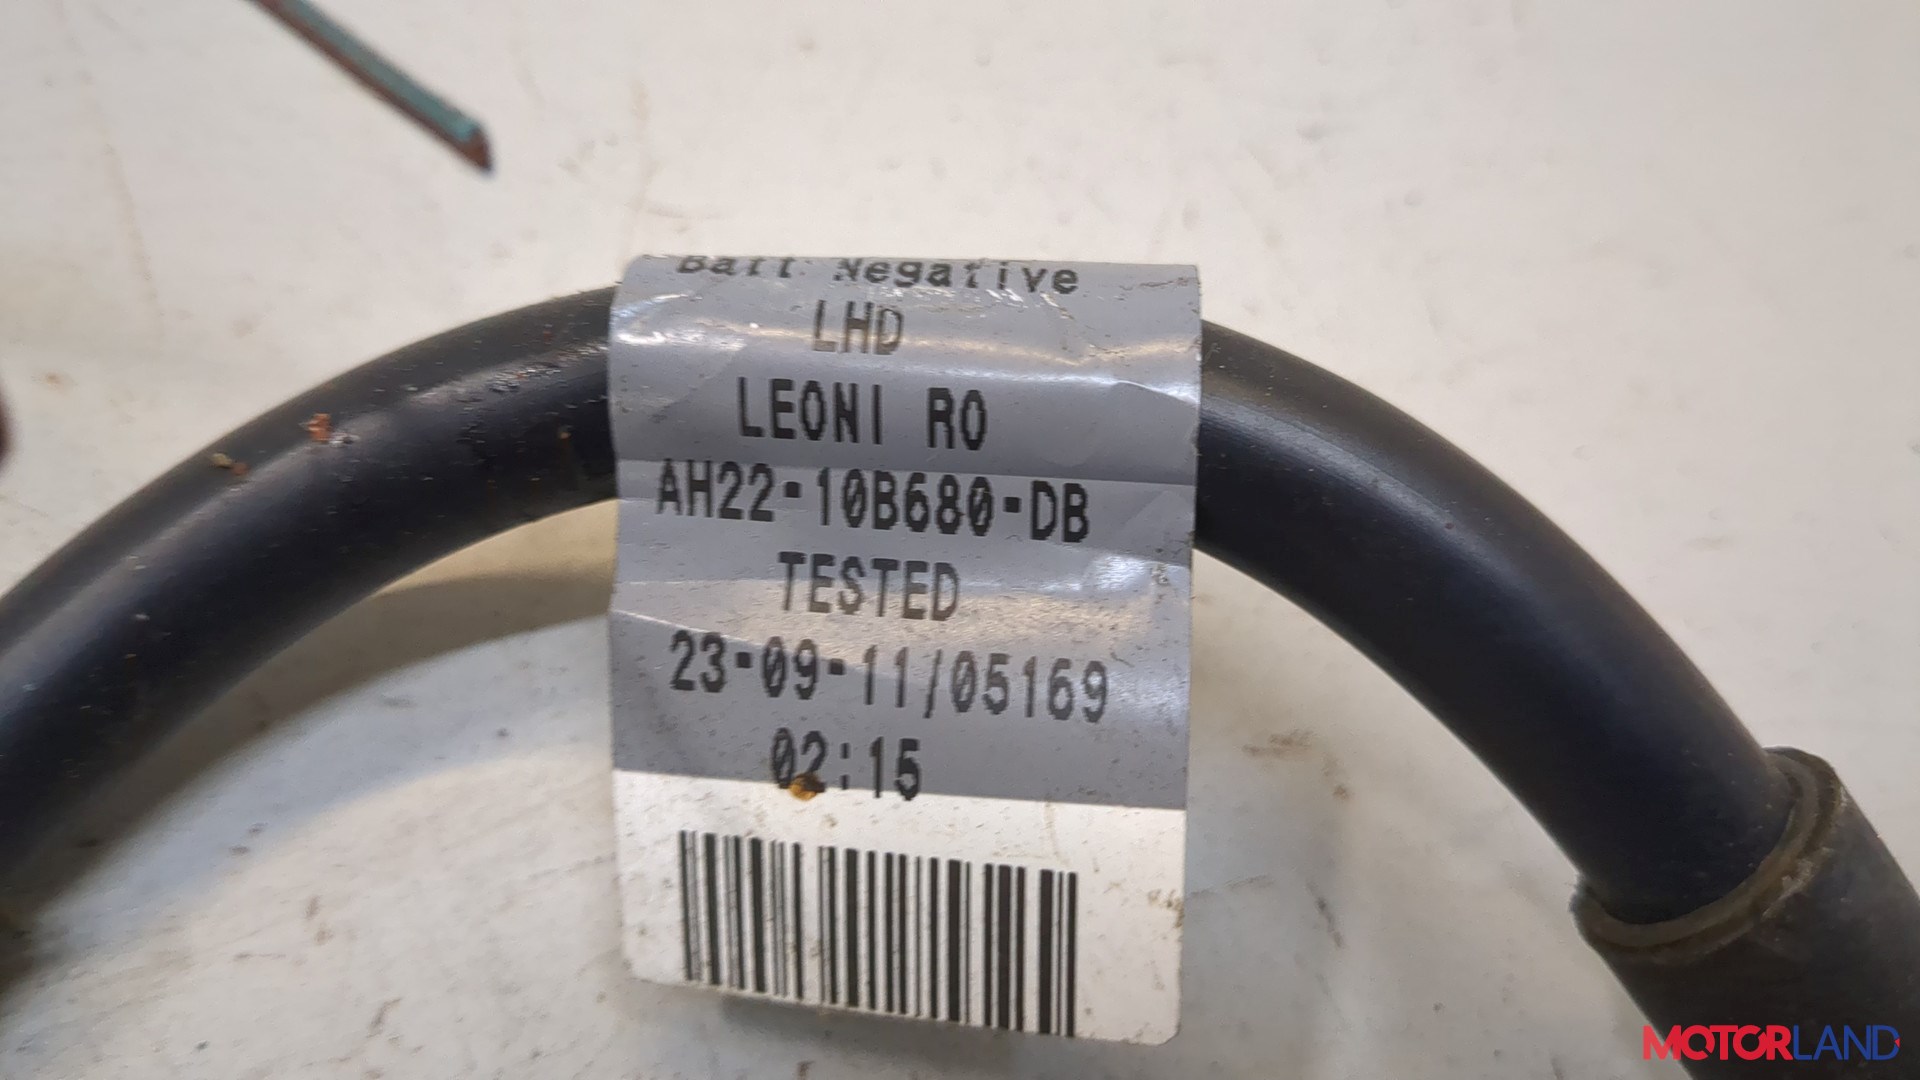 Batt Negative
LHD
LEONI RO
AH22-10B680-DB
TESTED
23-09-11/05169
02:15
MOTORLAND